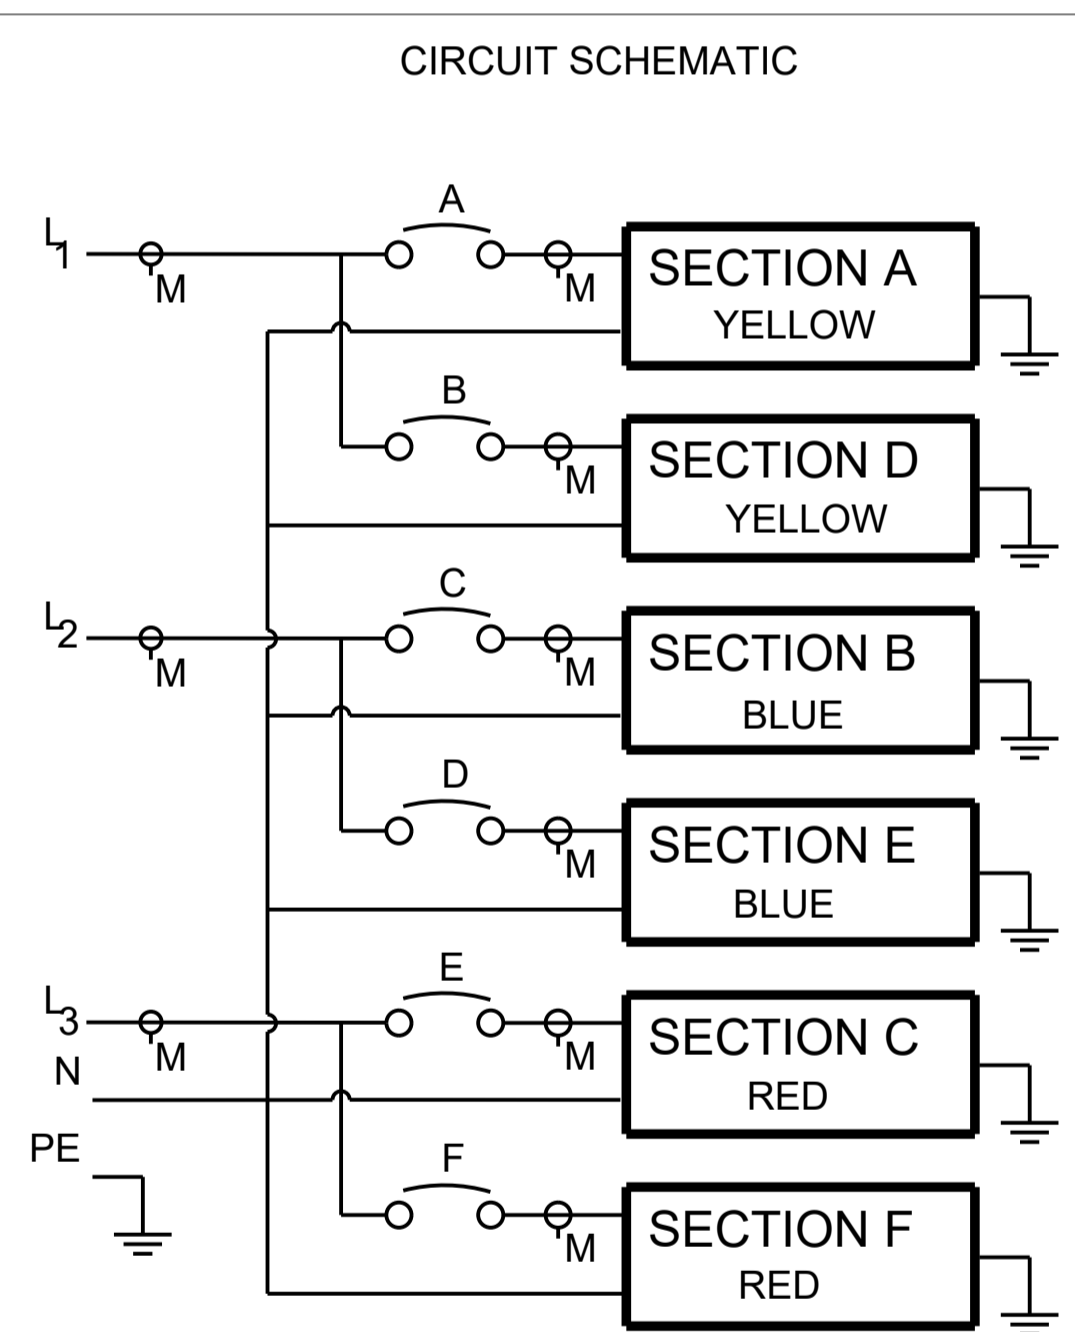 CIRCUIT SCHEMATIC
A
L1
M
M
SECTION A
YELLOW
B
M
SECTION D
YELLOW
C
L2
M
M
SECTION B
BLUE
D
M
SECTION E
BLUE
E
L3
M
M
SECTION C
RED
N
PE
F
M
SECTION F
RED